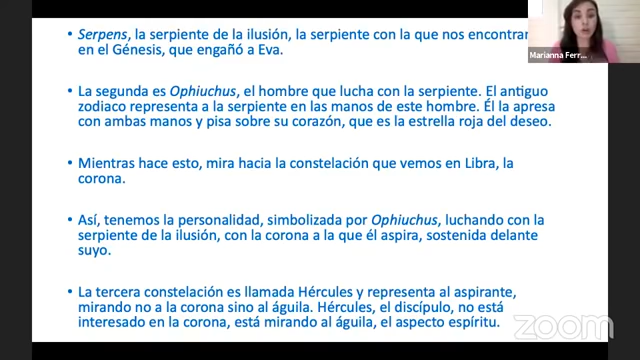 • Serpens, la serpiente de la ilusión, la serpiente con la que nos encontram
en el Génesis, que engañó a Eva.
• La segunda es Ophiuchus, el hombre que lucha con la serpiente. El antiguo
zodiaco representa a la serpiente en las manos de este hombre. Él la apresa
con ambas manos y pisa sobre su corazón, que es la estrella roja del deseo.
• Mientras hace esto, mira hacia la constelación que vemos en Libra, la
corona.
• Así, tenemos la personalidad, simbolizada por Ophiuchus, luchando con la
serpiente de la ilusión, con la corona a la que él aspira, sostenida delante
suyo.
• La tercera constelación es llamada Hércules y representa al aspirante,
mirando no a la corona sino al águila. Hércules, el discípulo, no está
interesado en la corona, está mirando al águila, el aspecto espíritu.
Marianna Ferr...
zoom